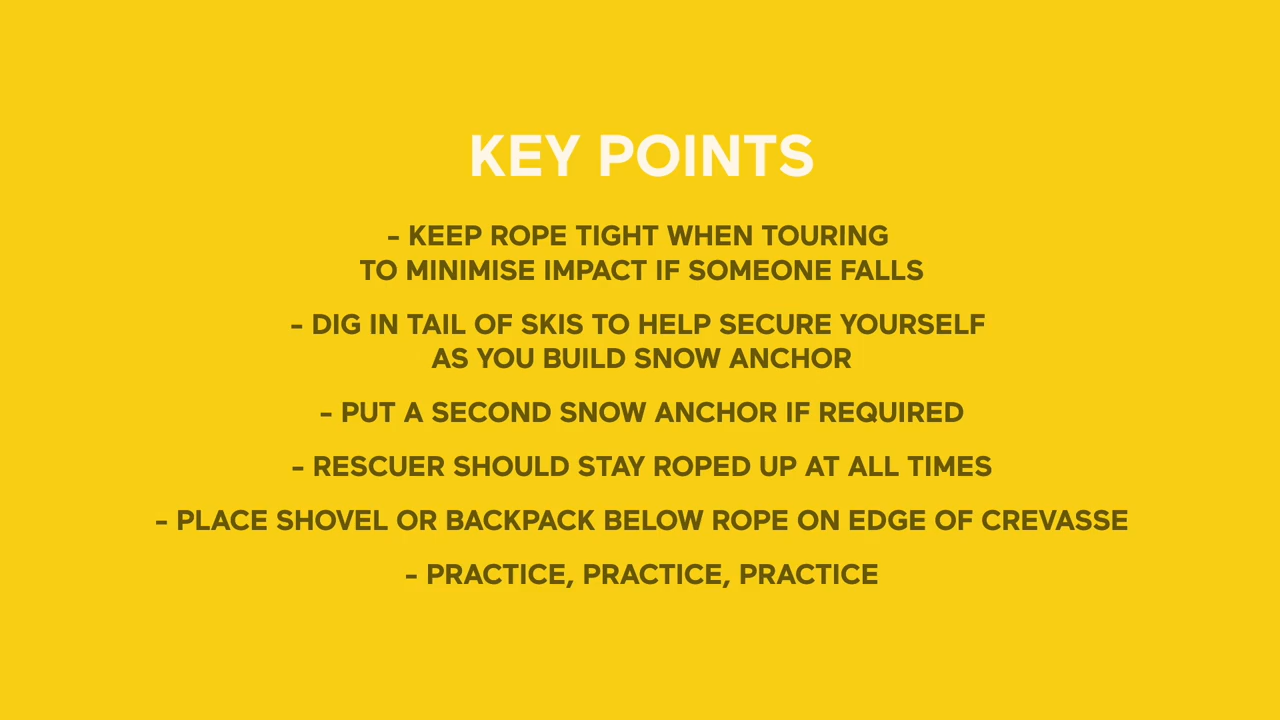 KEY POINTS
- KEEP ROPE TIGHT WHEN TOURING
TO MINIMISE IMPACT IF SOMEONE FALLS
- DIG IN TAIL OF SKIS TO HELP SECURE YOURSELF
AS YOU BUILD SNOW ANCHOR
- PUT A SECOND SNOW ANCHOR IF REQUIRED
- RESCUER SHOULD STAY ROPED UP AT ALL TIMES
- PLACE SHOVEL OR BACKPACK BELOW ROPE ON EDGE OF CREVASSE
- PRACTICE, PRACTICE, PRACTICE